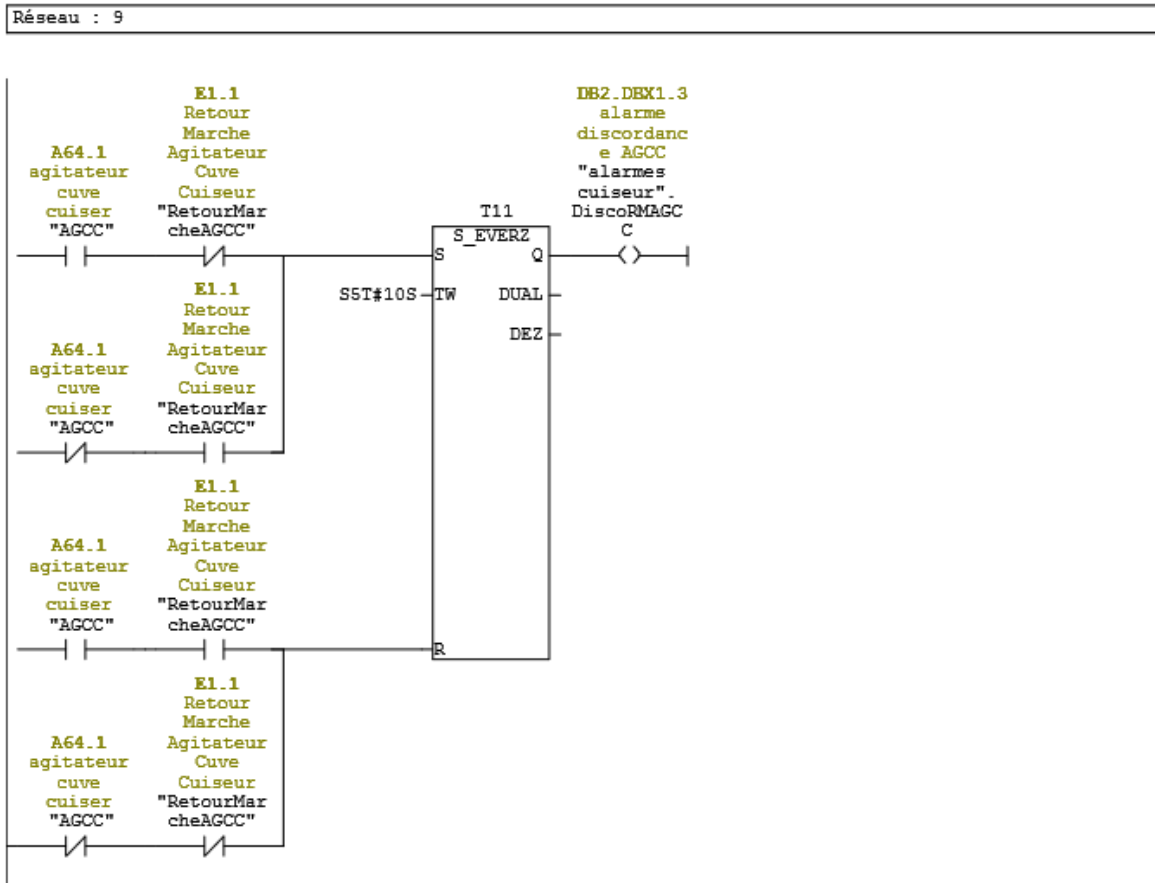 Réseau : 9
E1.1
Retour
Marche
Agitateur
Cuve
Cuiseur
"RetourMar
cheAGCC"
A64.1
agitateur
cuve
cuiser
"AGCC"
DB2.DBX1.3
alarme
discordanc
e AGCC
"alarmes
cuiseur".
DiscoRMAGC
C
T11
S_EVERZ
S
Q
S5T#10S
TW
DUAL
DEZ
R
A64.1
agitateur
cuve
cuiser
"AGCC"
E1.1
Retour
Marche
Agitateur
Cuve
Cuiseur
"RetourMar
cheAGCC"
A64.1
agitateur
cuve
cuiser
"AGCC"
E1.1
Retour
Marche
Agitateur
Cuve
Cuiseur
"RetourMar
cheAGCC"
A64.1
agitateur
cuve
cuiser
"AGCC"
E1.1
Retour
Marche
Agitateur
Cuve
Cuiseur
"RetourMar
cheAGCC"